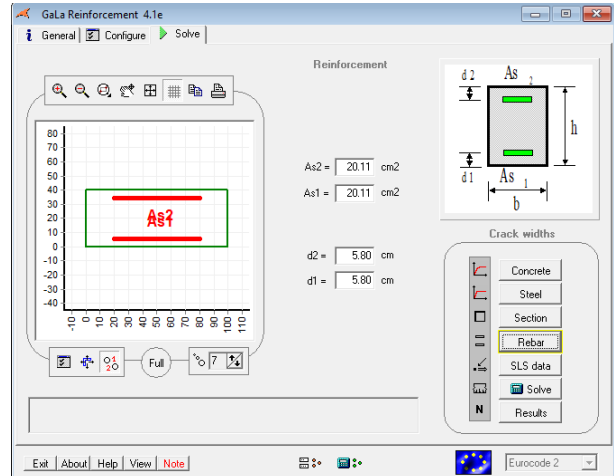 GaLa Reinforcement 4.1e
General Configure Solve
Reinforcement
As2 = 20.11 cm2
As1 = 20.11 cm2
d2 = 5.80 cm
d1 = 5.80 cm
80
70
60
50
40
30
20
10
0
-10
-20
-30
-40
As2
As1
-10 0 10 20 30 40 50 60 70 80 90 100 110
0 1 2 0
Full
7
d 2 As 2
h
d 1 As 1
b
Crack widths
Concrete
Steel
Section
Rebar
SLS data
Solve
N Results
Exit About Help View Note
Eurocode 2